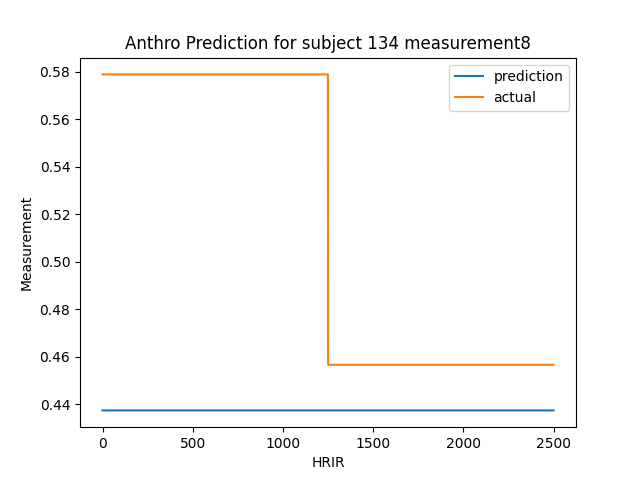 Anthro Prediction for subject 134 measurement8
prediction
actual
0.58
0.56
0.54
0.52
0.50
0.48
0.46
0.44
Measurement
0
500
1000
1500
2000
2500
HRIR